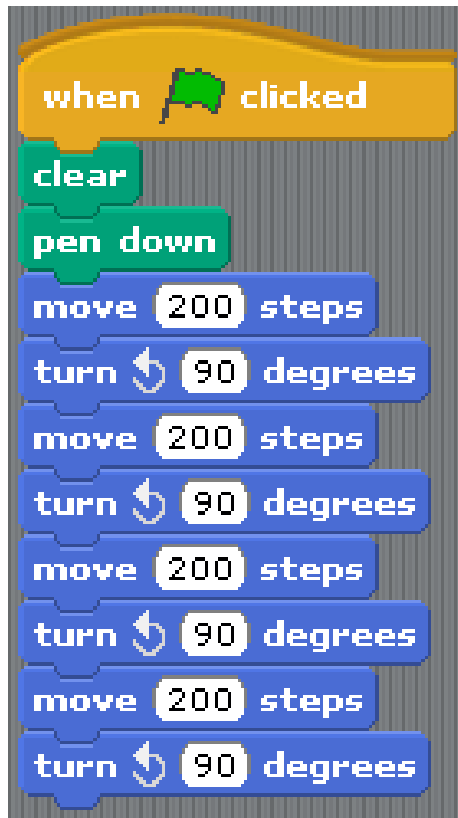 when clicked
clear
pen down
move 200 steps
turn 90 degrees
move 200 steps
turn 90 degrees
move 200 steps
turn 90 degrees
move 200 steps
turn 90 degrees